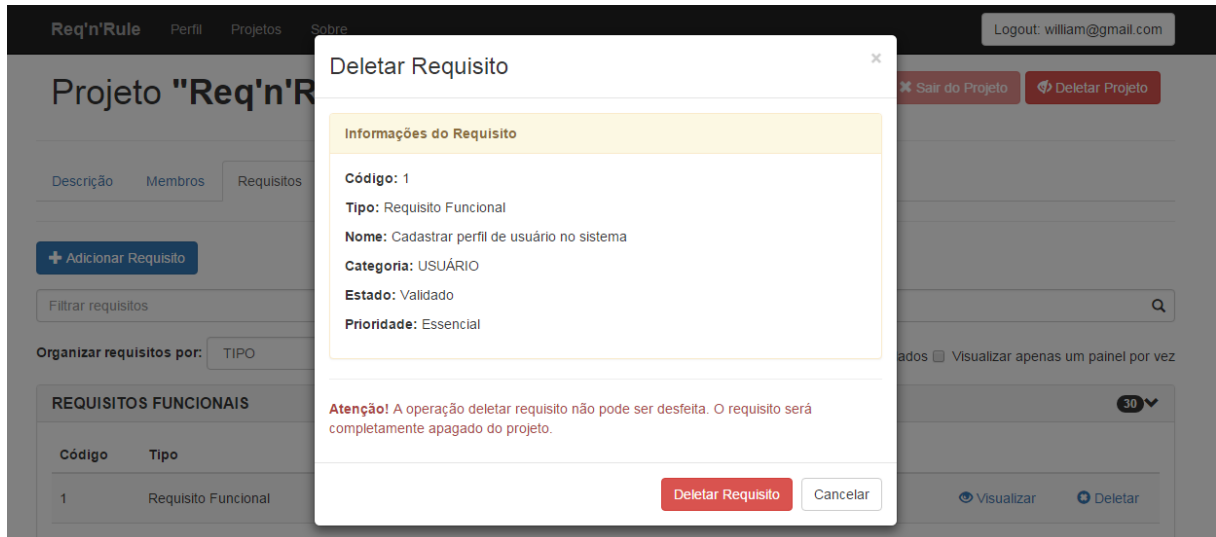 Req'n'Rule Perfil Projetos Sobre Logout: william@gmail.com
Deletar Requisito ×
Projeto "Req'n'R
Sair do Projeto Deletar Projeto
Informações do Requisito
Código: 1
Descrição Membros Requisitos
Tipo: Requisito Funcional
Nome: Cadastrar perfil de usuário no sistema
Adicionar Requisito
Categoria: USUÁRIO
Estado: Validado
Filtrar requisitos
Prioridade: Essencial
Organizar requisitos por: TIPO
ados Visualizar apenas um painel por vez
REQUISITOS FUNCIONAIS 30
Atenção! A operação deletar requisito não pode ser desfeita. O requisito será
completamente apagado do projeto.
Código Tipo
Deletar Requisito Cancelar
1 Requisito Funcional Visualizar Deletar